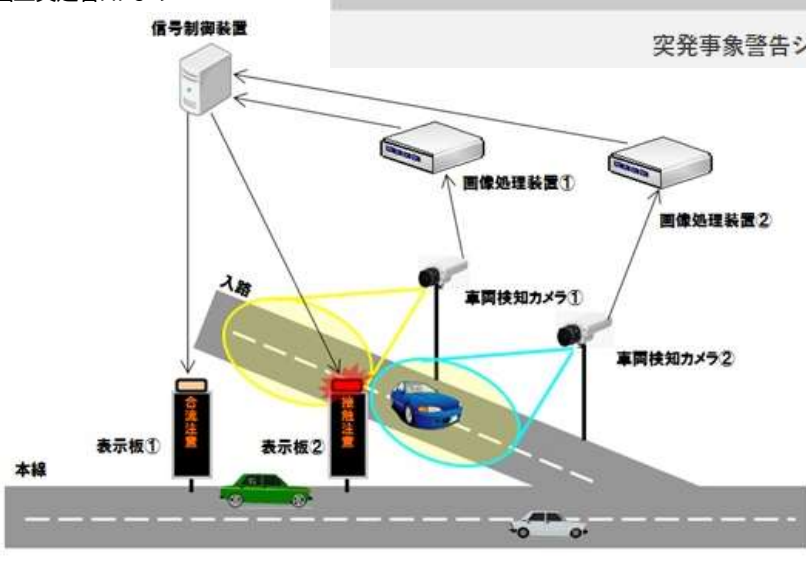 信号制御装置
突発事象警告シ
画像処理装置①
画像処理装置②
入路
車両検知カメラ①
車両検知カメラ②
合流注意
接触注意
表示板①
表示板②
本線